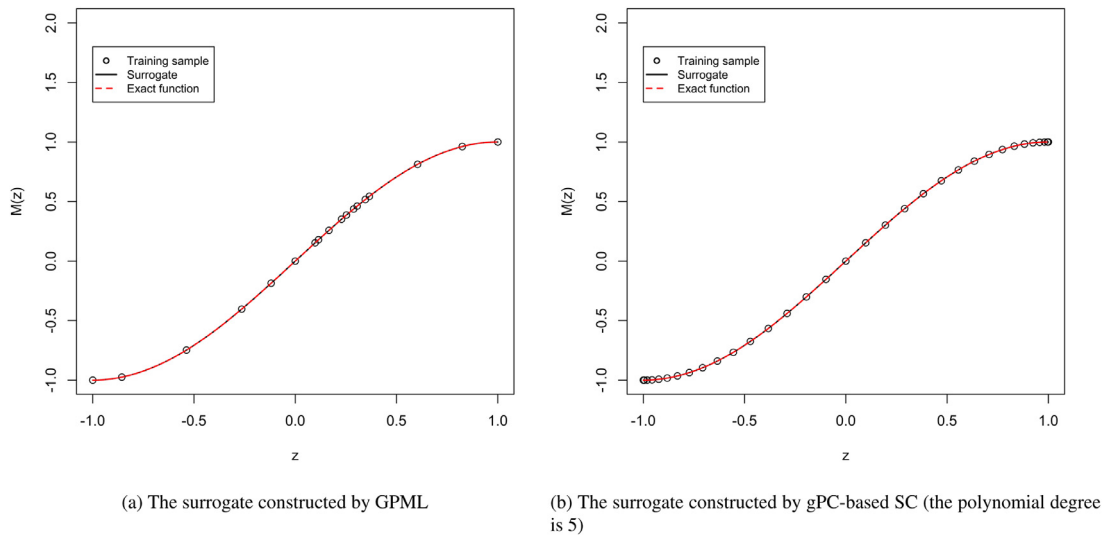 2.0
1.5
1.0
0.5
0.0
-0.5
-1.0
M(z)
Training sample
Surrogate
Exact function
-1.0 -0.5 0.0 0.5 1.0
z
(a) The surrogate constructed by GPML
2.0
1.5
1.0
0.5
0.0
-0.5
-1.0
M(z)
Training sample
Surrogate
Exact function
-1.0 -0.5 0.0 0.5 1.0
z
(b) The surrogate constructed by gPC-based SC (the polynomial degree
is 5)